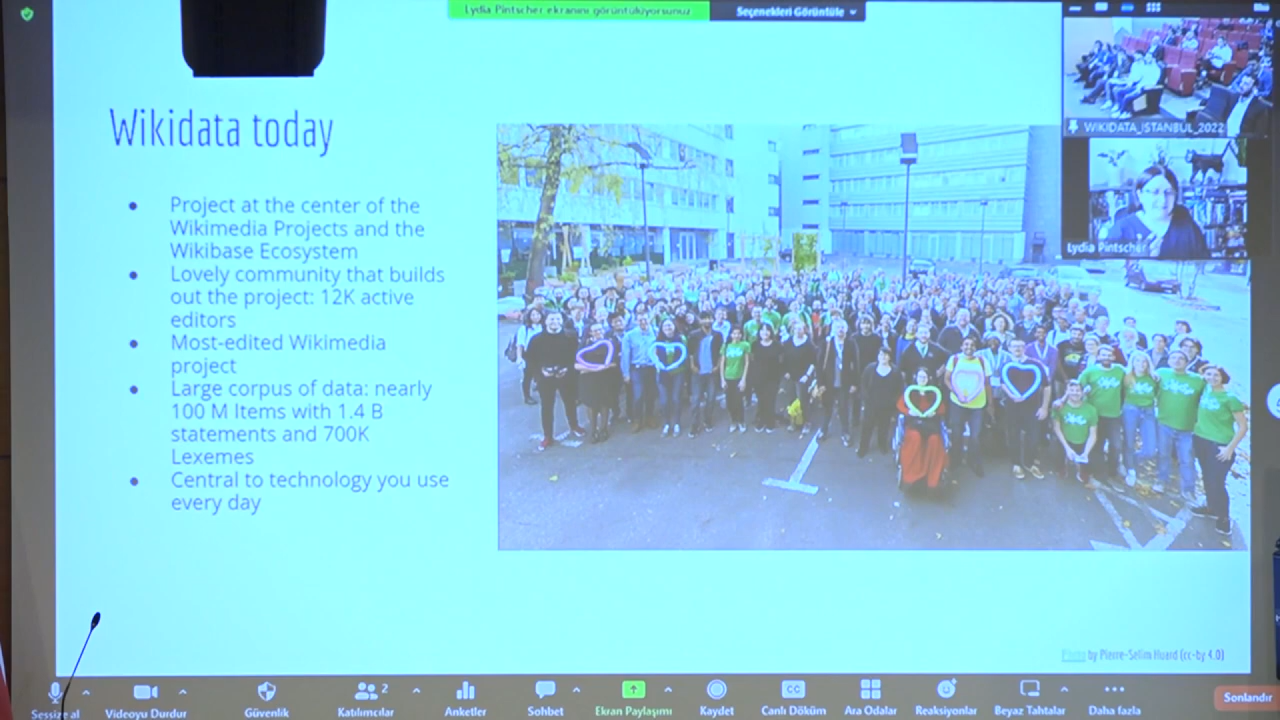 Lydia Pintscher ekranını görüntülüyorsunuz
Seçenekleri Görüntüle
WIKIDATA_ISTANBUL_2022
Lydia Pintscher
Wikidata today
Project at the center of the
Wikimedia Projects and the
Wikibase Ecosystem
Lovely community that builds
out the project: 12K active
editors
Most-edited Wikimedia
project
Large corpus of data: nearly
100 M Items with 1.4 B
statements and 700K
Lexemes
Central to technology you use
every day
Photo by Pierre-Selim Huard (cc-by 4.0)
Sessize al
Videoyu Durdur
Güvenlik
Katılımcılar
2
Anketler
Sohbet
Ekran Paylaşımı
Kaydet
CC
Canlı Döküm
Ara Odalar
Reaksiyonlar
Beyaz Tahtalar
Daha fazla
Sonlandır